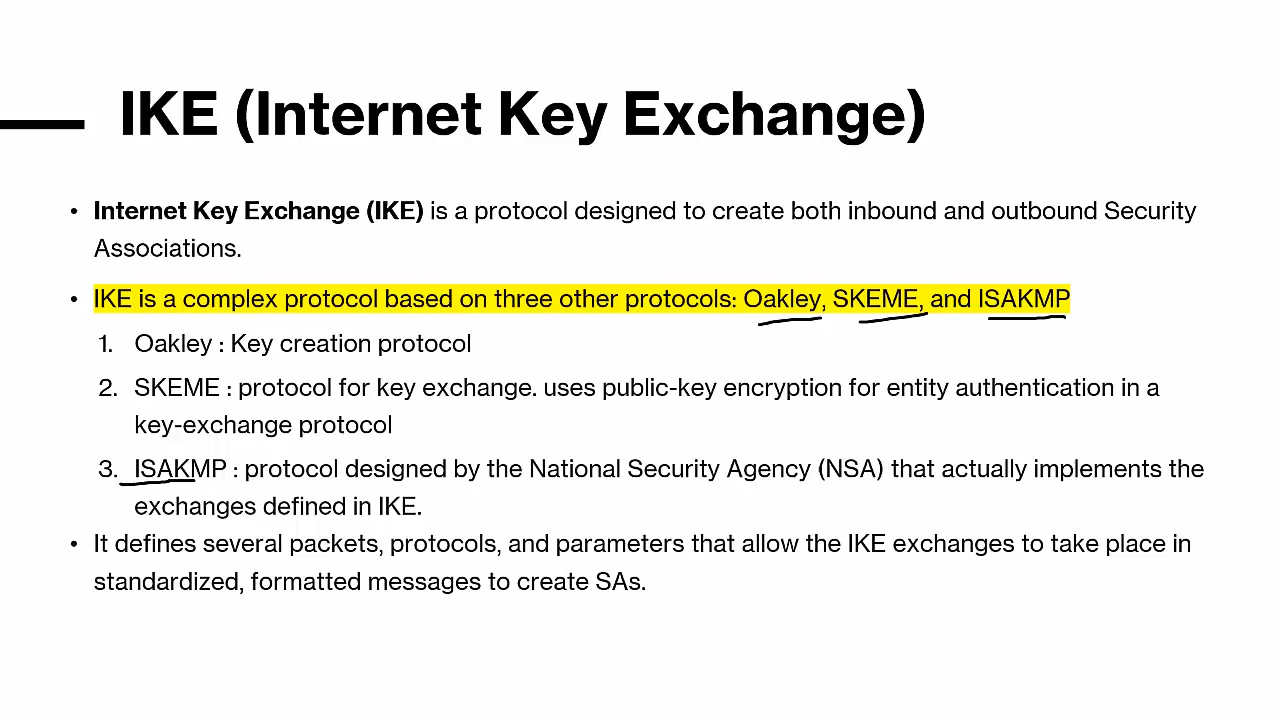 IKE (Internet Key Exchange)
• Internet Key Exchange (IKE) is a protocol designed to create both inbound and outbound Security
Associations.
• IKE is a complex protocol based on three other protocols: Oakley, SKEME, and ISAKMP
1. Oakley : Key creation protocol
2. SKEME : protocol for key exchange. uses public-key encryption for entity authentication in a
key-exchange protocol
3. ISAKMP : protocol designed by the National Security Agency (NSA) that actually implements the
exchanges defined in IKE.
• It defines several packets, protocols, and parameters that allow the IKE exchanges to take place in
standardized, formatted messages to create SAs.